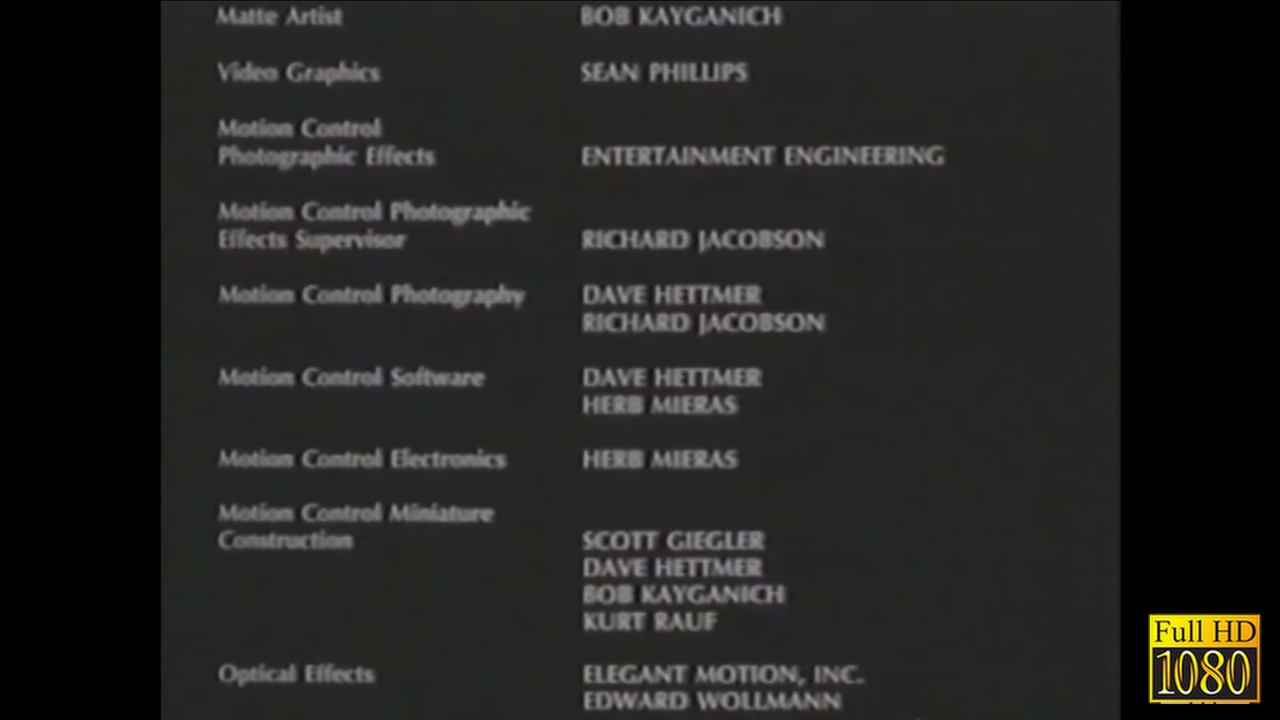 Matte Artist BOB KAYGANICH
Video Graphics SEAN PHILLIPS
Motion Control
Photographic Effects ENTERTAINMENT ENGINEERING
Motion Control Photographic
Effects Supervisor RICHARD JACOBSON
Motion Control Photography DAVE HETTMER
RICHARD JACOBSON
Motion Control Software DAVE HETTMER
HERB MIERAS
Motion Control Electronics HERB MIERAS
Motion Control Miniature
Construction SCOTT GIEGLER
DAVE HETTMER
BOB KAYGANICH
KURT RAUF
Optical Effects ELEGANT MOTION, INC.
EDWARD WOLLMANN
Full HD
1080